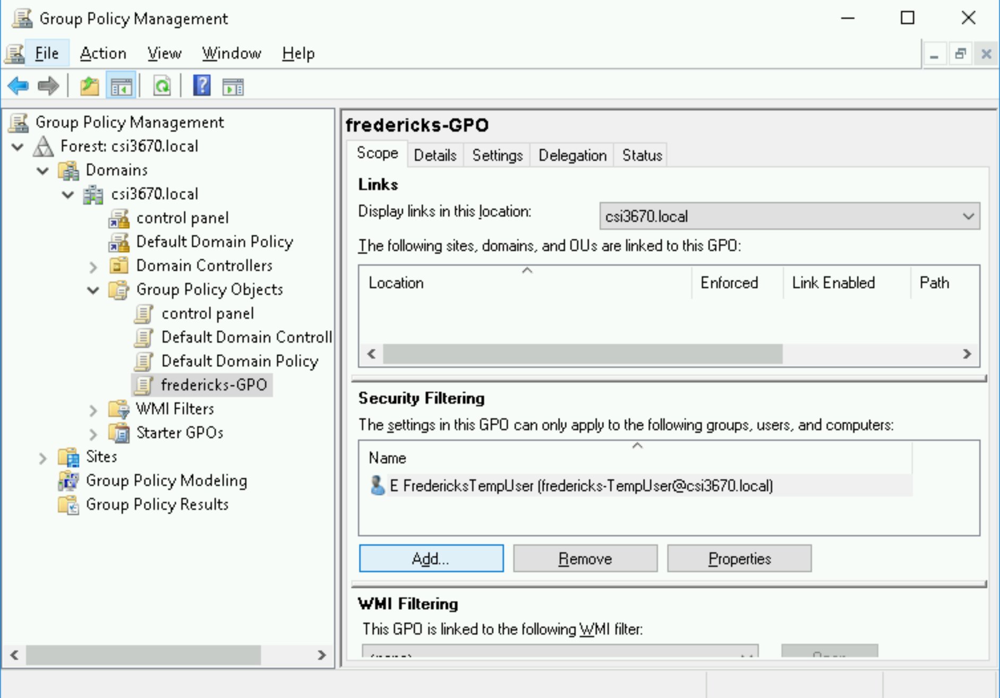 Group Policy Management
File Action View Window Help
Group Policy Management
Forest: csi3670.local
Domains
csi3670.local
control panel
Default Domain Policy
Domain Controllers
Group Policy Objects
control panel
Default Domain Controll
Default Domain Policy
fredericks-GPO
WMI Filters
Starter GPOs
Sites
Group Policy Modeling
Group Policy Results
fredericks-GPO
Scope Details Settings Delegation Status
Links
Display links in this location: csi3670.local
The following sites, domains, and OUs are linked to this GPO:
Location Enforced Link Enabled Path
Security Filtering
The settings in this GPO can only apply to the following groups, users, and computers:
Name
E FredericksTempUser (fredericks-TempUser@csi3670.local)
Add... Remove Properties
WMI Filtering
This GPO is linked to the following WMI filter:
<none> Open